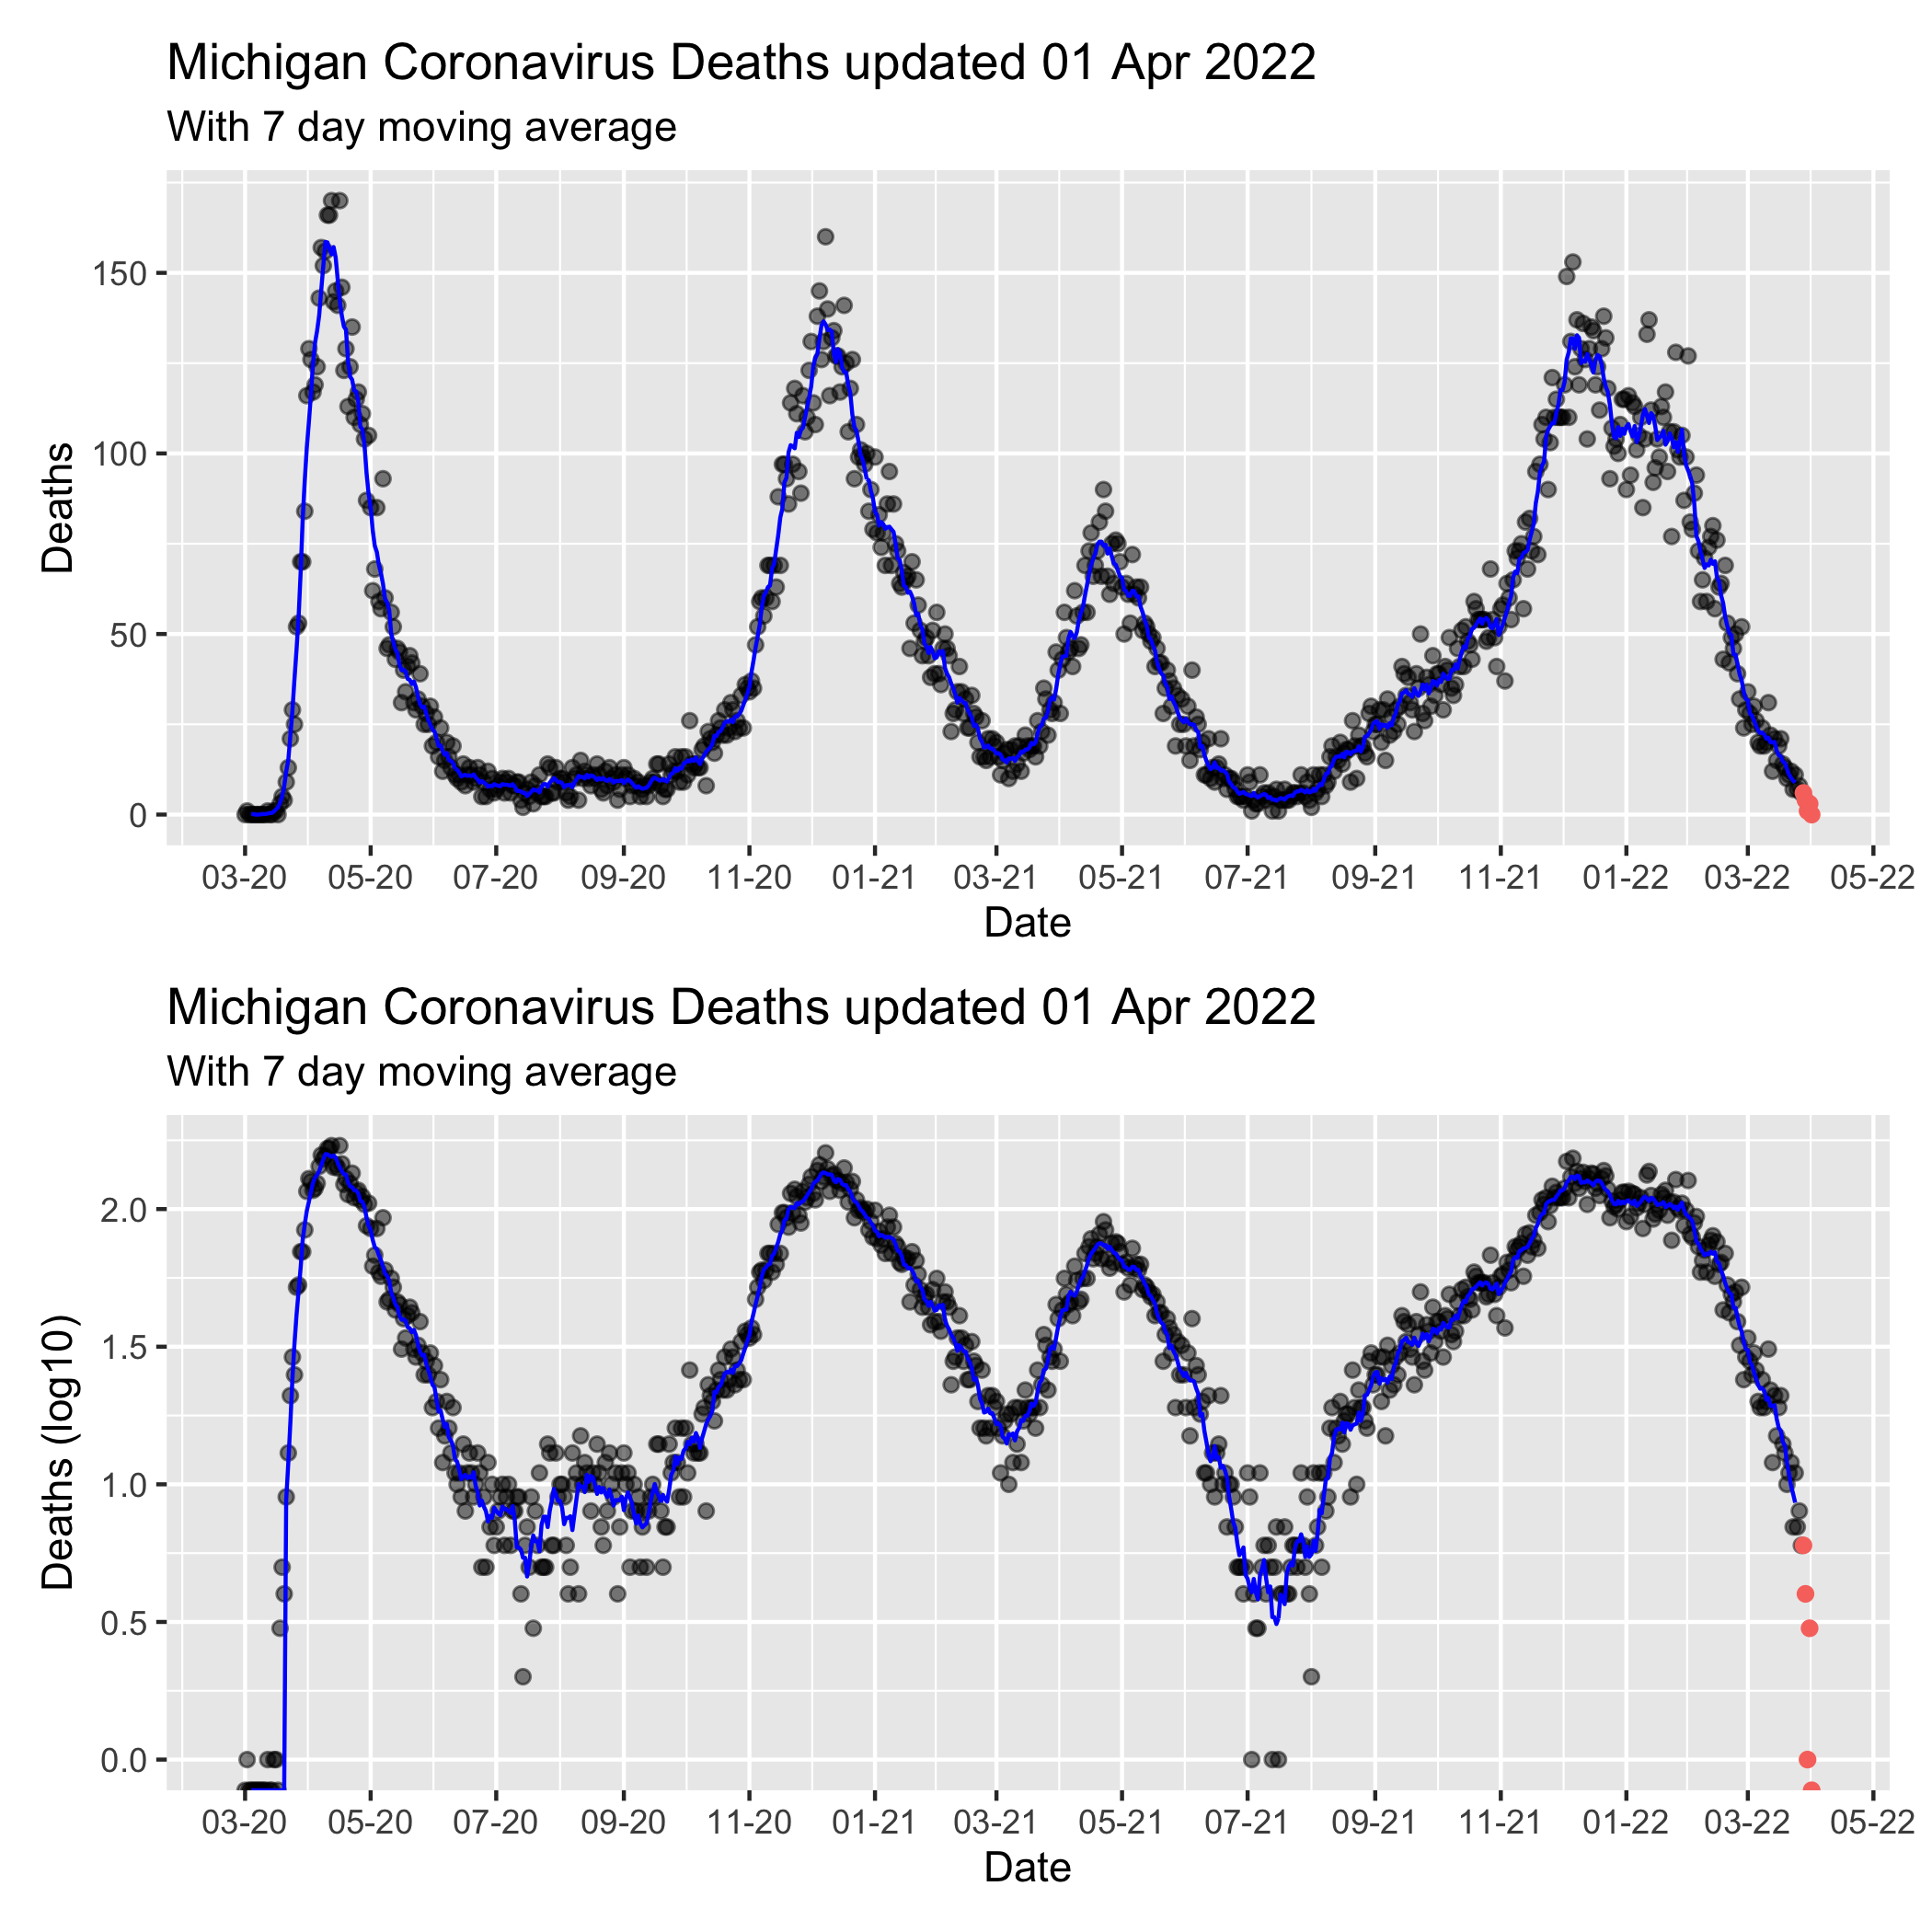 Michigan Coronavirus Deaths updated 01 Apr 2022
With 7 day moving average
Deaths
150
100
50
0
03-20 05-20 07-20 09-20 11-20 01-21 03-21 05-21 07-21 09-21 11-21 01-22 03-22 05-22
Date
Michigan Coronavirus Deaths updated 01 Apr 2022
With 7 day moving average
Deaths (log10)
2.0
1.5
1.0
0.5
0.0
03-20 05-20 07-20 09-20 11-20 01-21 03-21 05-21 07-21 09-21 11-21 01-22 03-22 05-22
Date